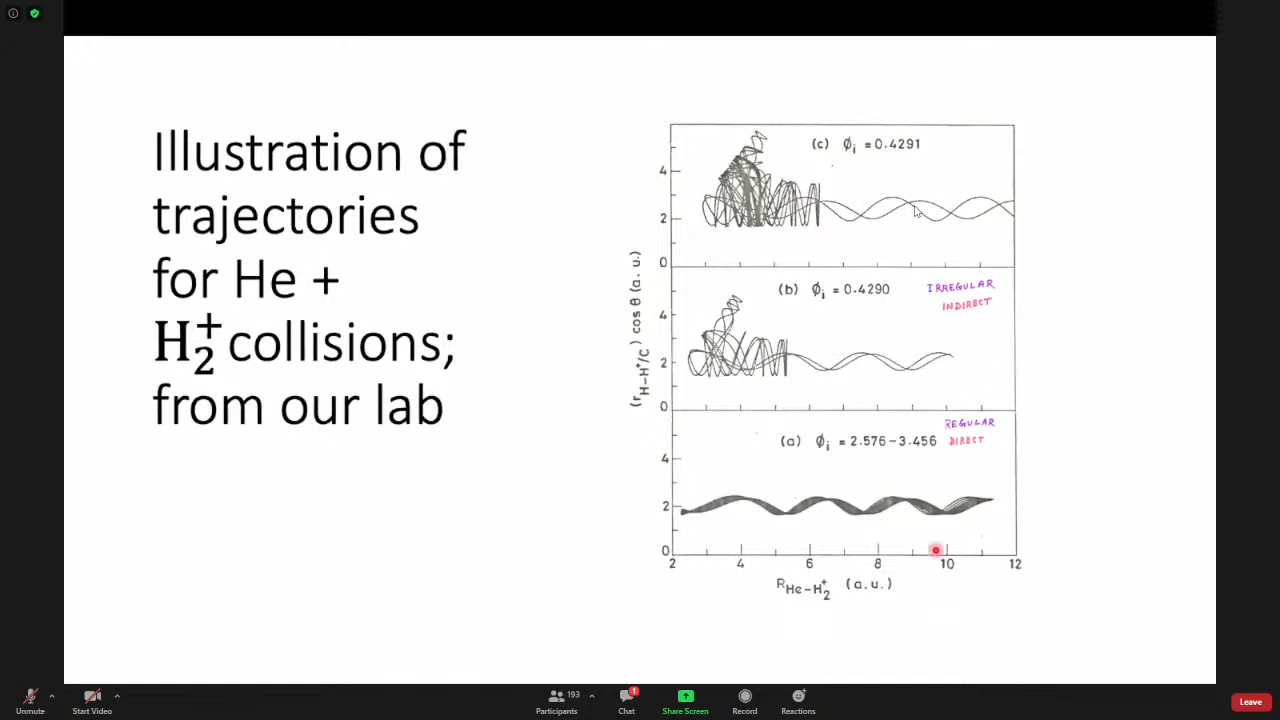 Illustration of
trajectories
for He +
H₂⁺ collisions;
from our lab
(c) ϕi = 0.4291
4
2
0
(b) ϕi = 0.4290
IRREGULAR
INDIRECT
4
2
0
REGULAR
(a) ϕi = 2.576-3.456 DIRECT
4
2
0
2 4 6 8 10 12
(rH-H⁺/C) cos θ (a. u.)
RHe-H₂⁺ (a.u.)
Unmute
Start Video
193
Participants
1
Chat
Share Screen
Record
Reactions
Leave